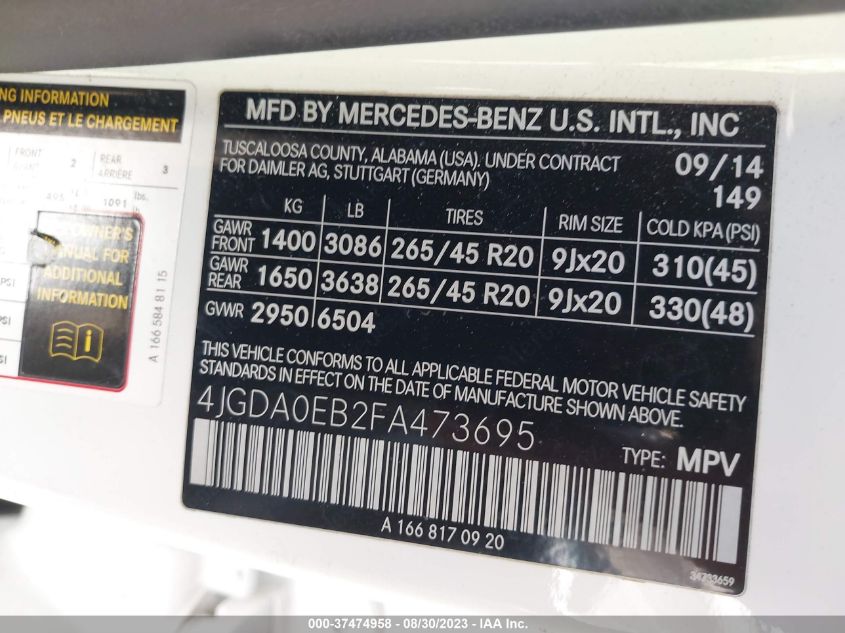 NG INFORMATION
PNEUS ET LE CHARGEMENT
FRONT 2 REAR 3
ARRIÈRE
1091 lbs.
OWNER'S
MANUAL FOR
ADDITIONAL
INFORMATION
A 166 584 81 15
MFD BY MERCEDES-BENZ U.S. INTL., INC
TUSCALOOSA COUNTY, ALABAMA (USA). UNDER CONTRACT 09/14
FOR DAIMLER AG, STUTTGART (GERMANY) 149
KG LB TIRES RIM SIZE COLD KPA (PSI)
GAWR FRONT 1400 3086 265/45 R20 9Jx20 310(45)
GAWR REAR 1650 3638 265/45 R20 9Jx20 330(48)
GVWR 2950 6504
THIS VEHICLE CONFORMS TO ALL APPLICABLE FEDERAL MOTOR VEHICLE SAFETY
STANDARDS IN EFFECT ON THE DATE OF MANUFACTURE SHOWN ABOVE.
4JGDA0EB2FA473695
TYPE: MPV
A 166 817 09 20
34733659
000-37474958 - 08/30/2023 - IAA Inc.